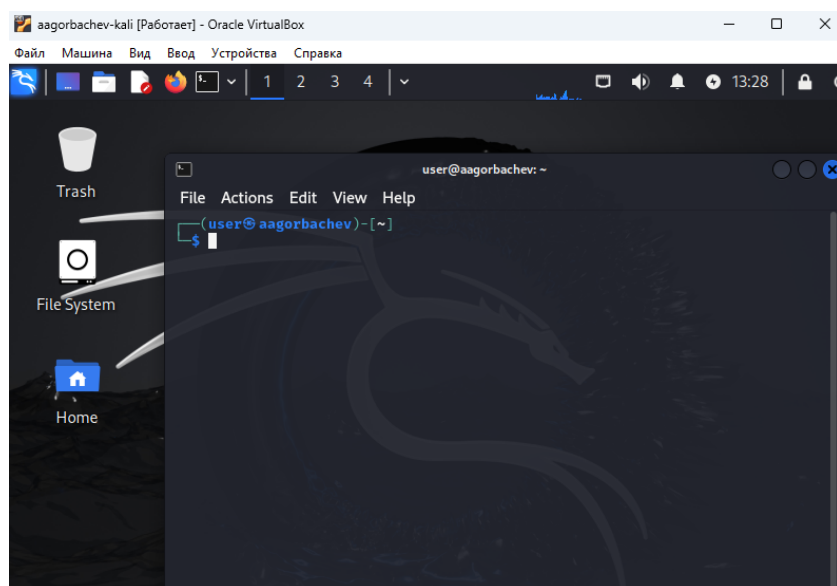 aagorbachev-kali [Работает] - Oracle VirtualBox
Файл Машина Вид Ввод Устройства Справка
1 2 3 4 13:28
Trash
File System
Home
user@aagorbachev: ~
File Actions Edit View Help
(user㉿aagorbachev)-[~]
$